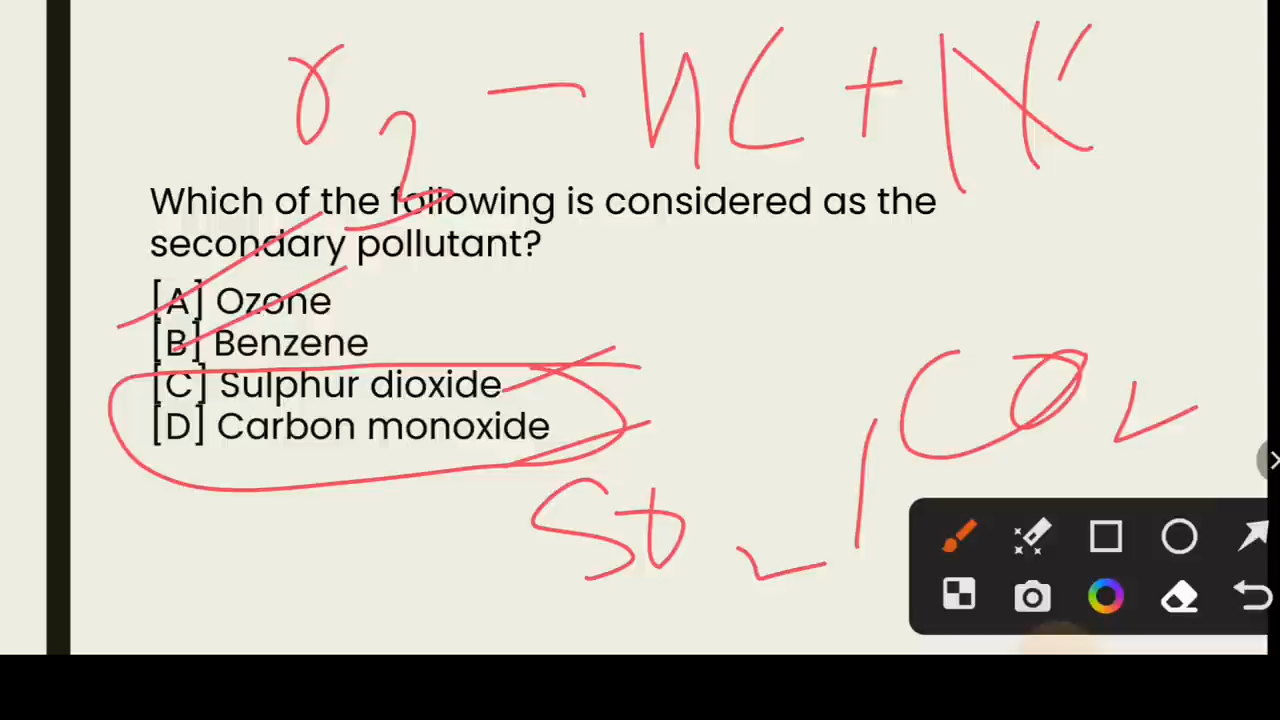 Which of the following is considered as the
secondary pollutant?
[A] Ozone
[B] Benzene
[C] Sulphur dioxide
[D] Carbon monoxide